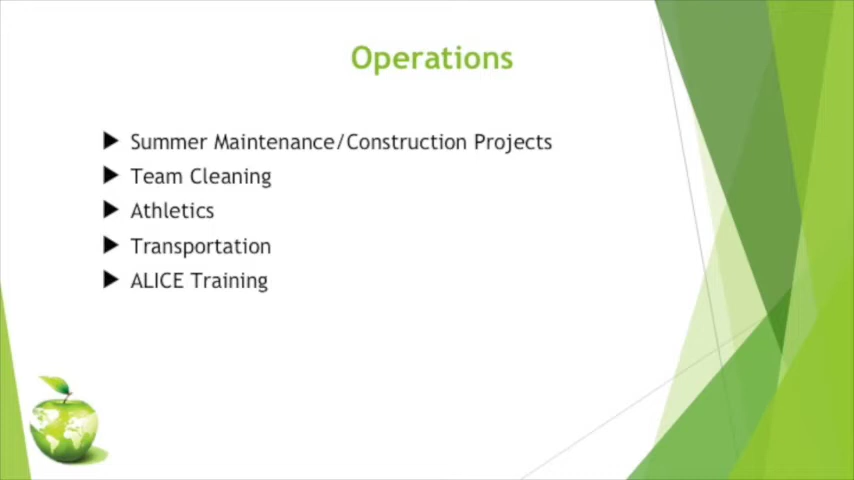 Operations
Summer Maintenance/Construction Projects
Team Cleaning
Athletics
Transportation
ALICE Training